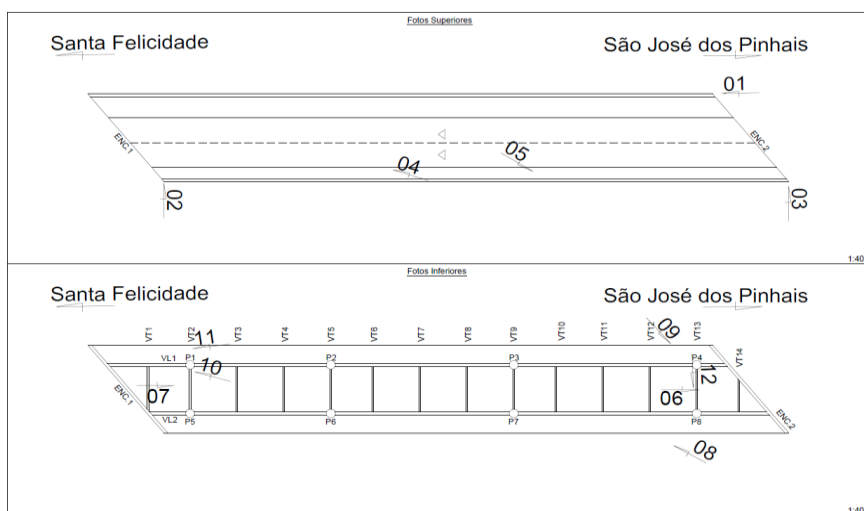 Fotos Superiores
Santa Felicidade
São José dos Pinhais
01
ENC.1
ENC.2
05
04
02
03
1:40
Fotos Inferiores
Santa Felicidade
São José dos Pinhais
VT1 VT2 VT3 VT4 VT5 VT6 VT7 VT8 VT9 VT10 VT11 VT12 VT13
11
09
VT14
VL1 P1 P2 P3 P4
10
12
ENC.1
07
06
VL2 P5 P6 P7 P8
ENC.2
08
1:40